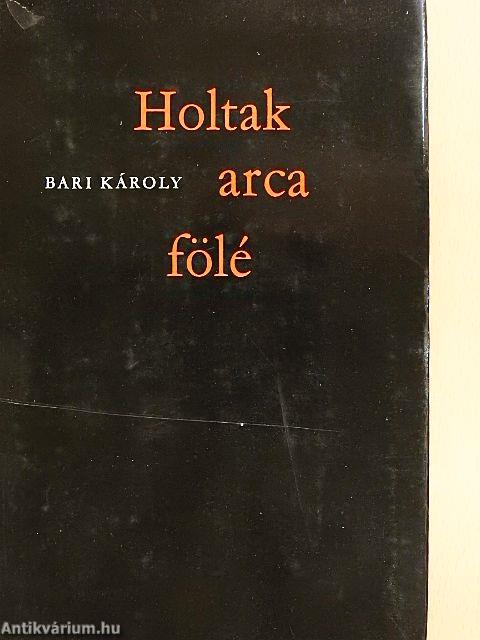 Holtak
BARI KÁROLY arca
fölé
Antikvárium.hu